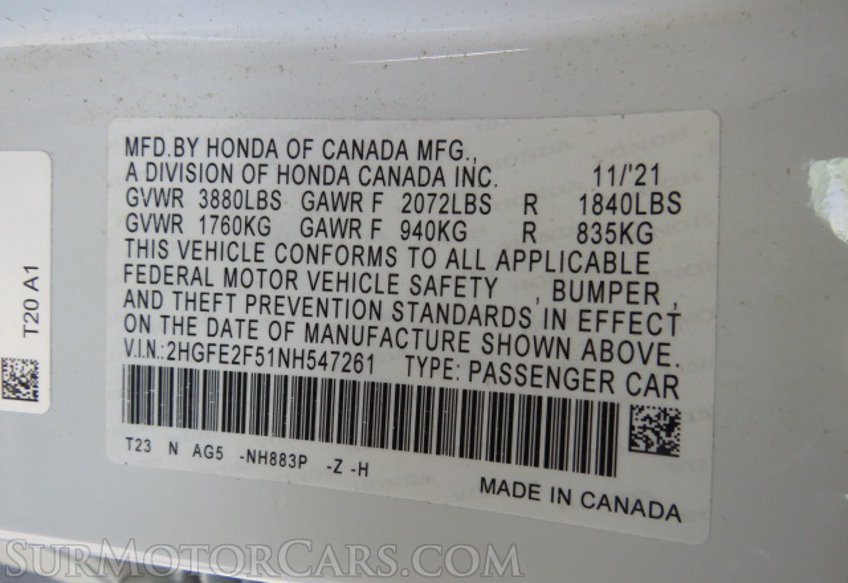 MFD.BY HONDA OF CANADA MFG.,
A DIVISION OF HONDA CANADA INC. 11/'21
GVWR 3880LBS GAWR F 2072LBS R 1840LBS
GVWR 1760KG GAWR F 940KG R 835KG
THIS VEHICLE CONFORMS TO ALL APPLICABLE
FEDERAL MOTOR VEHICLE SAFETY , BUMPER ,
AND THEFT PREVENTION STANDARDS IN EFFECT
ON THE DATE OF MANUFACTURE SHOWN ABOVE.
V.I.N.:2HGFE2F51NH547261 TYPE: PASSENGER CAR
T23 N AG5 -NH883P -Z -H
MADE IN CANADA
T20 A1
SURMOTORCARS.COM